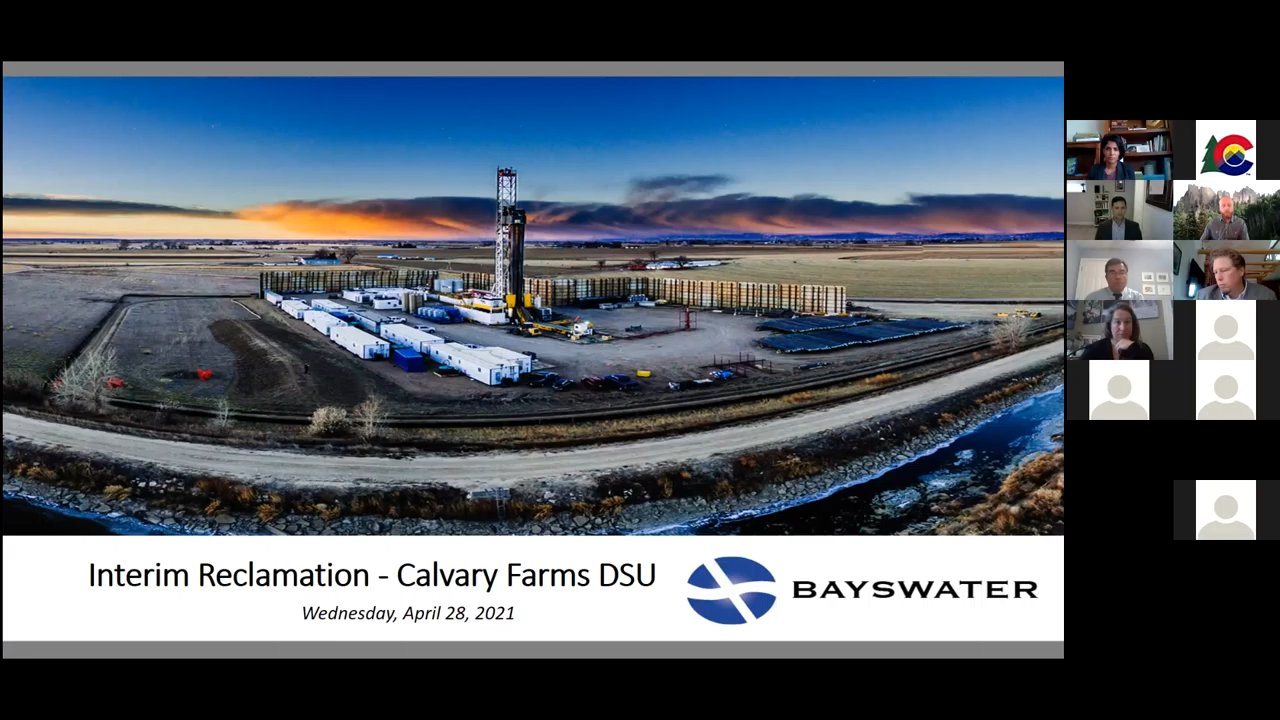 Interim Reclamation - Calvary Farms DSU
Wednesday, April 28, 2021
BAYSWATER